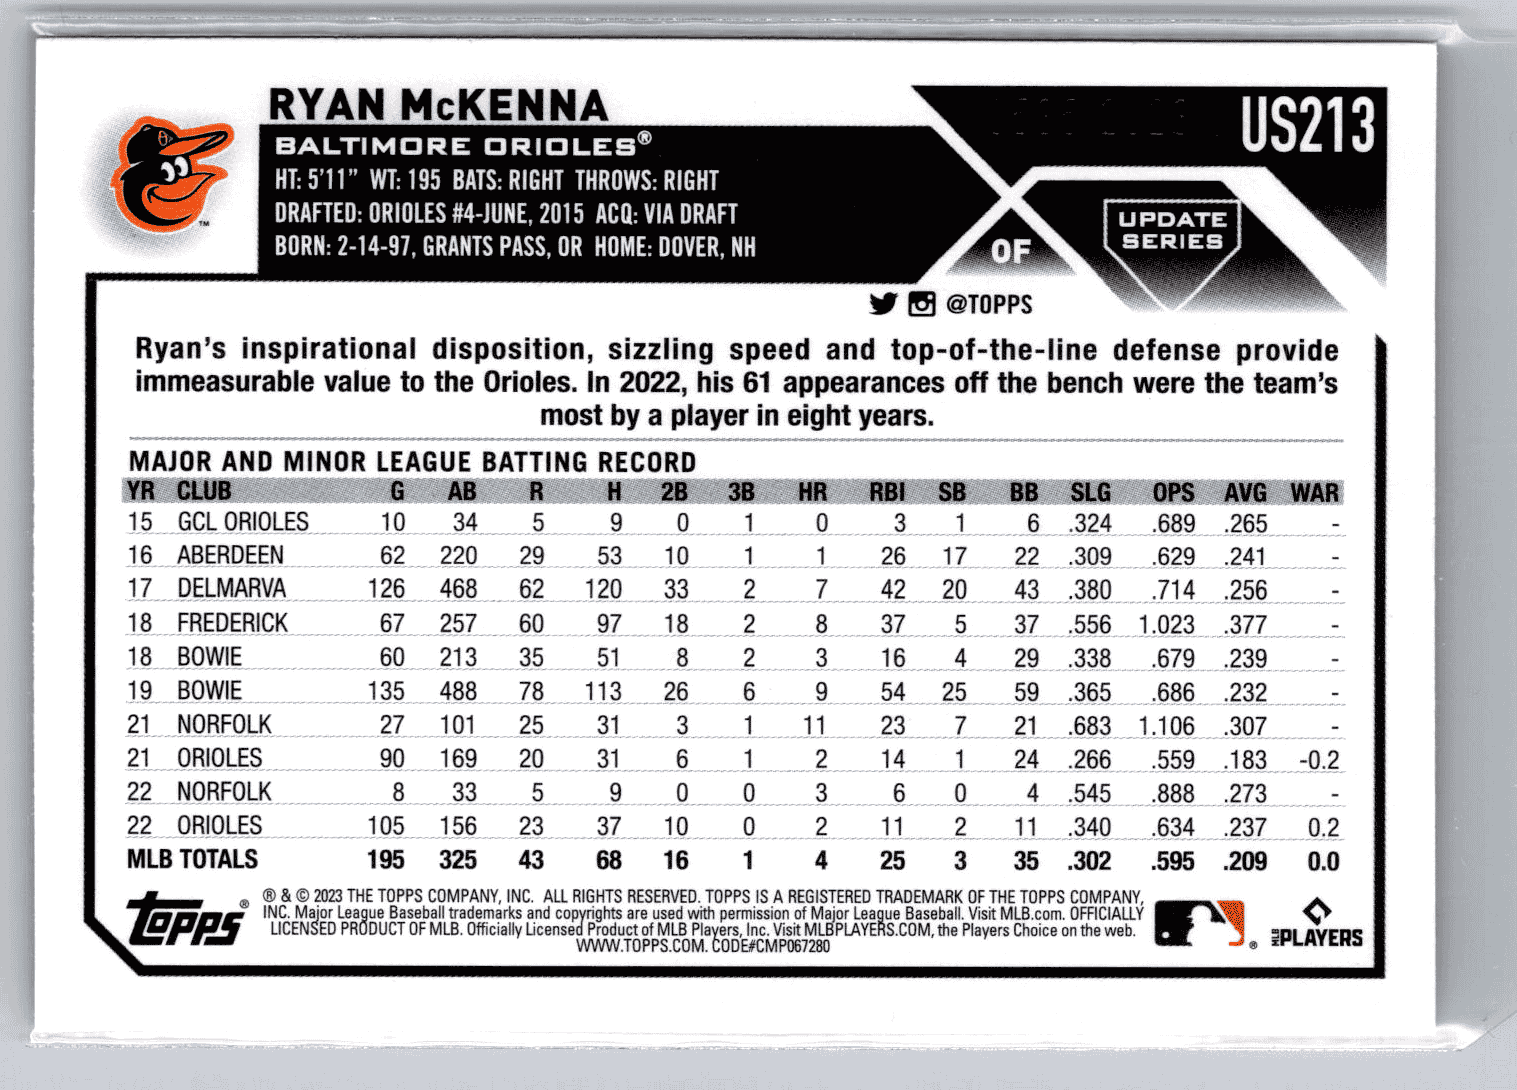 RYAN McKENNA
BALTIMORE ORIOLES®
HT: 5'11" WT: 195 BATS: RIGHT THROWS: RIGHT
DRAFTED: ORIOLES #4-JUNE, 2015 ACQ: VIA DRAFT
BORN: 2-14-97, GRANTS PASS, OR HOME: DOVER, NH
US213
OF
UPDATE
SERIES
TM
@TOPPS
Ryan's inspirational disposition, sizzling speed and top-of-the-line defense provide
immeasurable value to the Orioles. In 2022, his 61 appearances off the bench were the team's
most by a player in eight years.
MAJOR AND MINOR LEAGUE BATTING RECORD
YR CLUB G AB R H 2B 3B HR RBI SB BB SLG OPS AVG WAR
15 GCL ORIOLES 10 34 5 9 0 1 0 3 1 6 .324 .689 .265 -
16 ABERDEEN 62 220 29 53 10 1 1 26 17 22 .309 .629 .241 -
17 DELMARVA 126 468 62 120 33 2 7 42 20 43 .380 .714 .256 -
18 FREDERICK 67 257 60 97 18 2 8 37 5 37 .556 1.023 .377 -
18 BOWIE 60 213 35 51 8 2 3 16 4 29 .338 .679 .239 -
19 BOWIE 135 488 78 113 26 6 9 54 25 59 .365 .686 .232 -
21 NORFOLK 27 101 25 31 3 1 11 23 7 21 .683 1.106 .307 -
21 ORIOLES 90 169 20 31 6 1 2 14 1 24 .266 .559 .183 -0.2
22 NORFOLK 8 33 5 9 0 0 3 6 0 4 .545 .888 .273 -
22 ORIOLES 105 156 23 37 10 0 2 11 2 11 .340 .634 .237 0.2
MLB TOTALS 195 325 43 68 16 1 4 25 3 35 .302 .595 .209 0.0
Topps®
® & © 2023 THE TOPPS COMPANY, INC. ALL RIGHTS RESERVED. TOPPS IS A REGISTERED TRADEMARK OF THE TOPPS COMPANY,
INC. Major League Baseball trademarks and copyrights are used with permission of Major League Baseball. Visit MLB.com. OFFICIALLY
LICENSED PRODUCT OF MLB. Officially Licensed Product of MLB Players, Inc. Visit MLBPLAYERS.COM, the Players Choice on the web.
WWW.TOPPS.COM. CODE#CMP067280
®
MLB PLAYERS